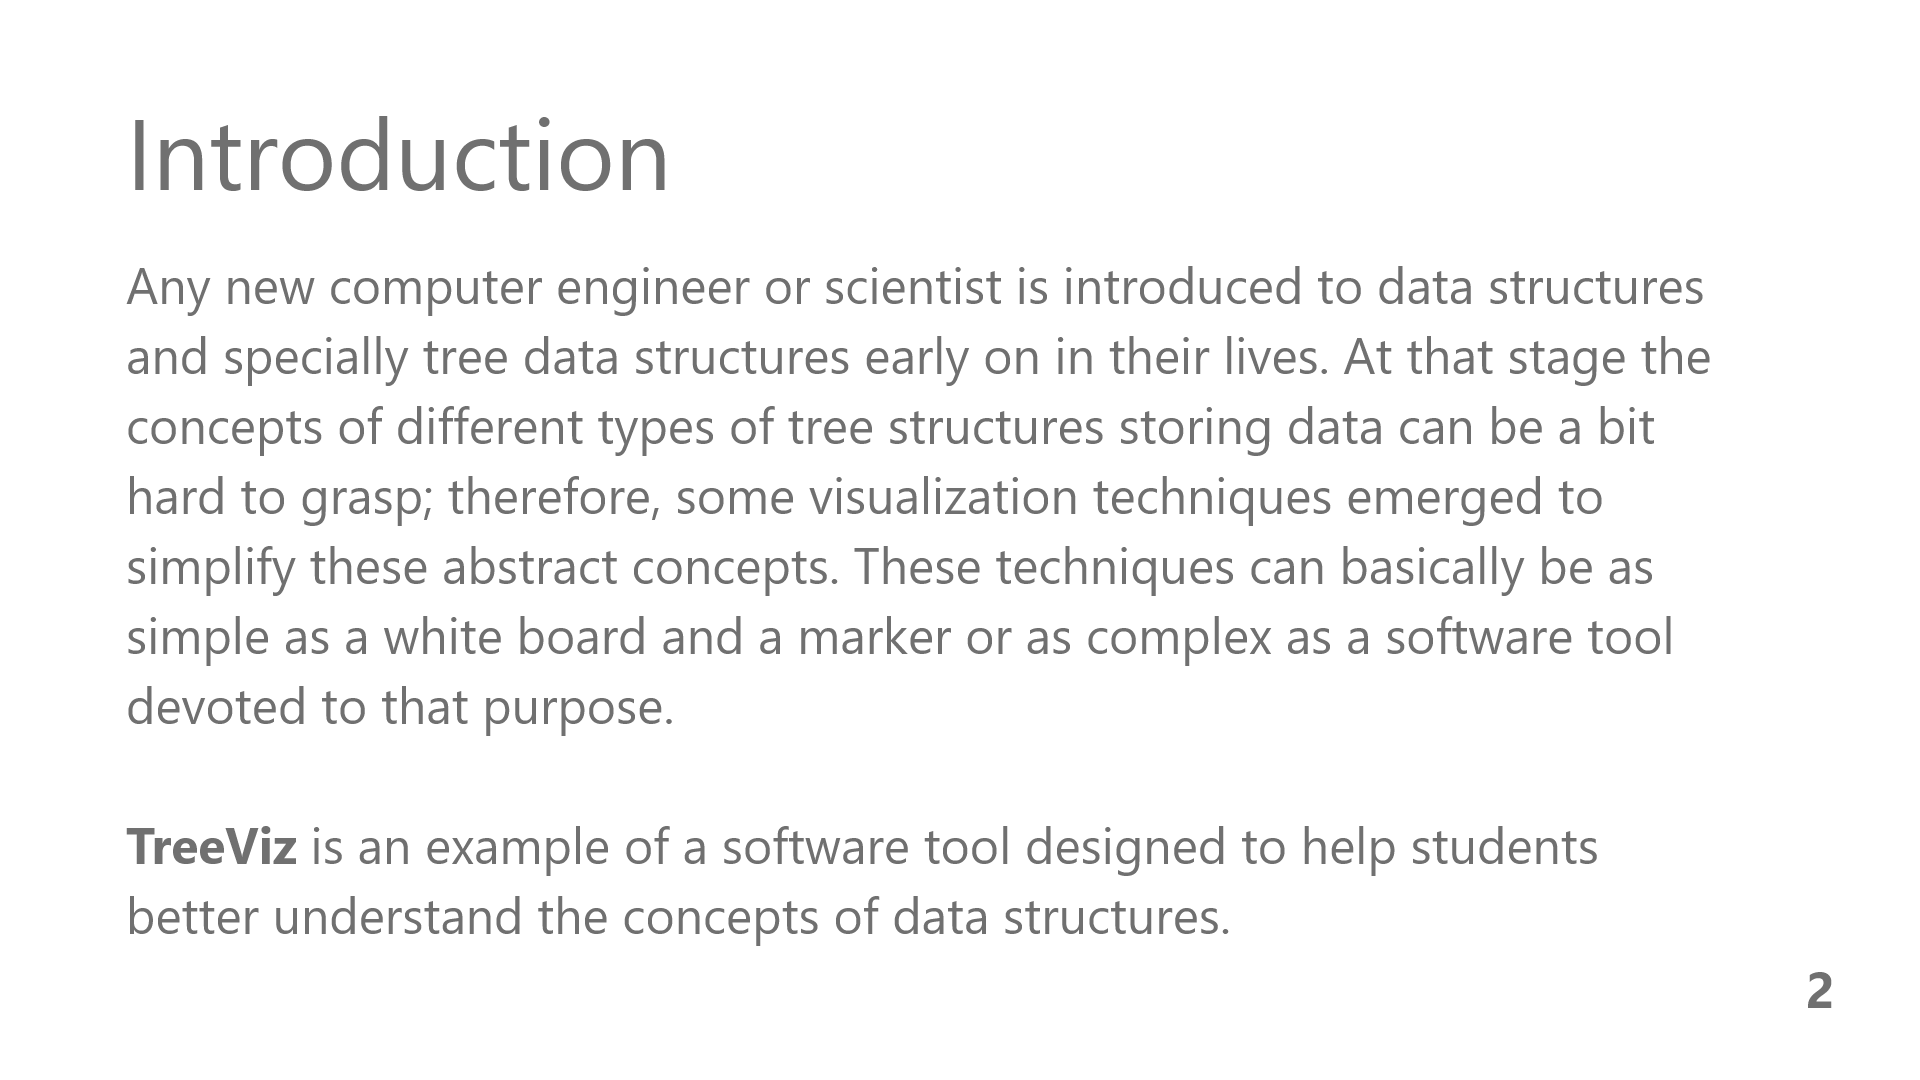 Introduction
Any new computer engineer or scientist is introduced to data structures
and specially tree data structures early on in their lives. At that stage the
concepts of different types of tree structures storing data can be a bit
hard to grasp; therefore, some visualization techniques emerged to
simplify these abstract concepts. These techniques can basically be as
simple as a white board and a marker or as complex as a software tool
devoted to that purpose.
TreeViz is an example of a software tool designed to help students
better understand the concepts of data structures.
2